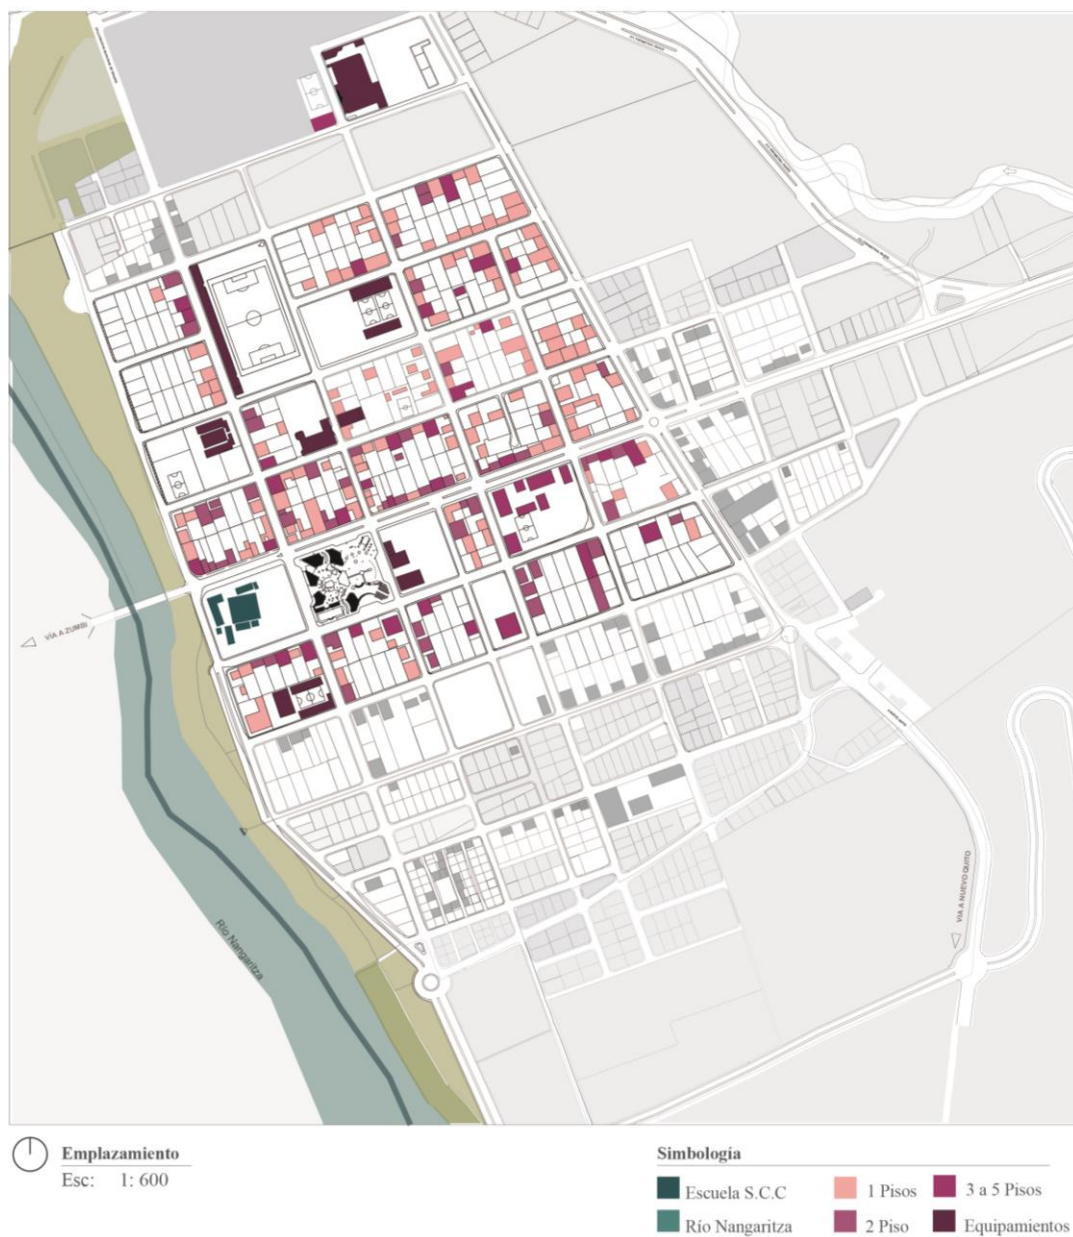 VÍA A ZUMBI
Río Nangaritza
VÍA A NUEVO QUITO
Emplazamiento
Esc: 1: 600
Simbología
Escuela S.C.C
1 Pisos
3 a 5 Pisos
Río Nangaritza
2 Piso
Equipamientos